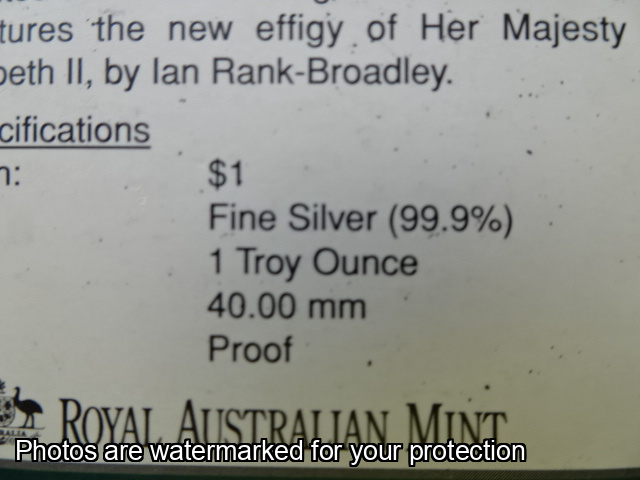 tures the new effigy of Her Majesty
beth II, by Ian Rank-Broadley.
cifications
n:
$1
Fine Silver (99.9%)
1 Troy Ounce
40.00 mm
Proof
ROYAL AUSTRALIAN MINT
Photos are watermarked for your protection